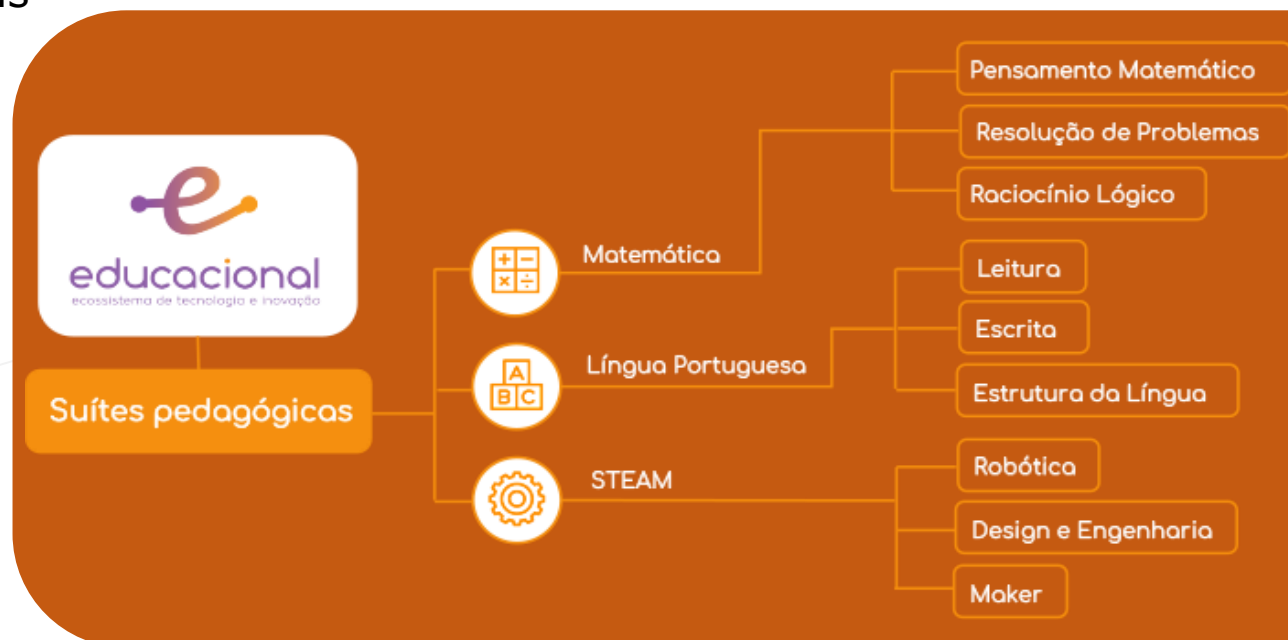 educacional
ecossistema de tecnologia e inovação
Suítes pedagógicas
Matemática
Pensamento Matemático
Resolução de Problemas
Raciocínio Lógico
A
B C
Língua Portuguesa
Leitura
Escrita
Estrutura da Língua
STEAM
Robótica
Design e Engenharia
Maker